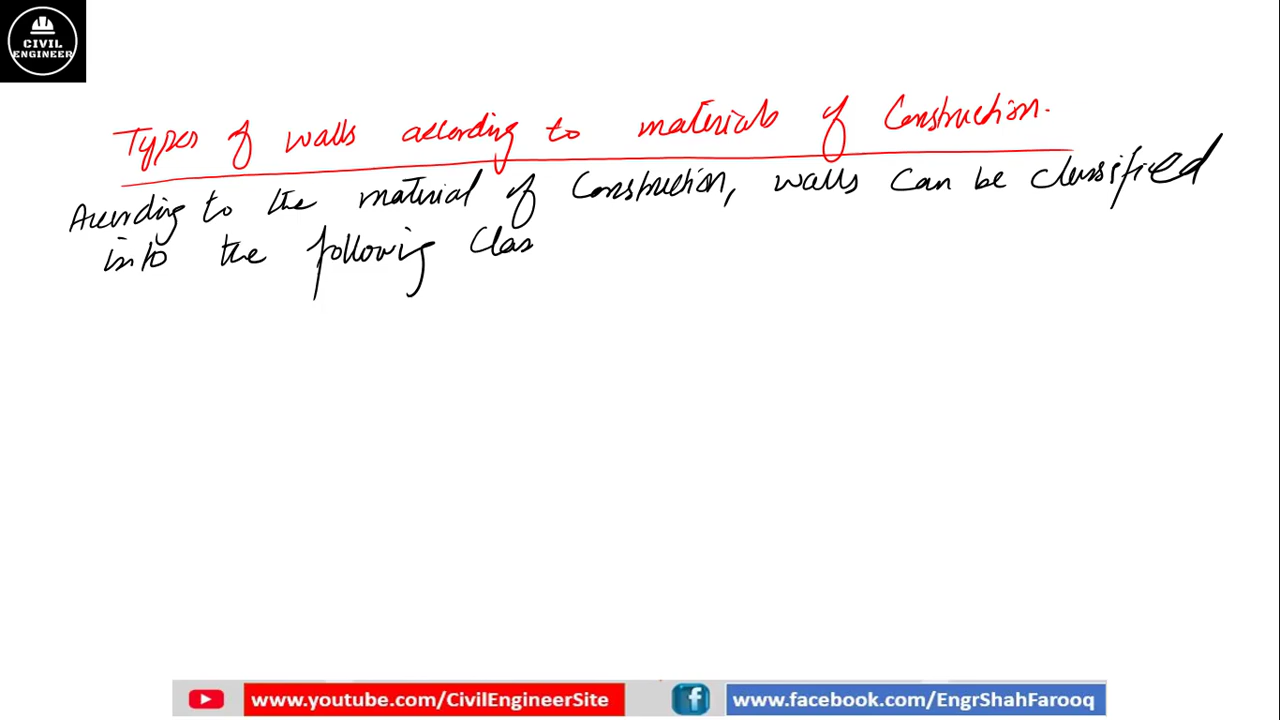 CIVIL
ENGINEER
Types of walls according to materials of Construction.
According to the material of Construction, walls can be classified
into the following Clas
www.youtube.com/CivilEngineerSite
www.facebook.com/EngrShahFarooq